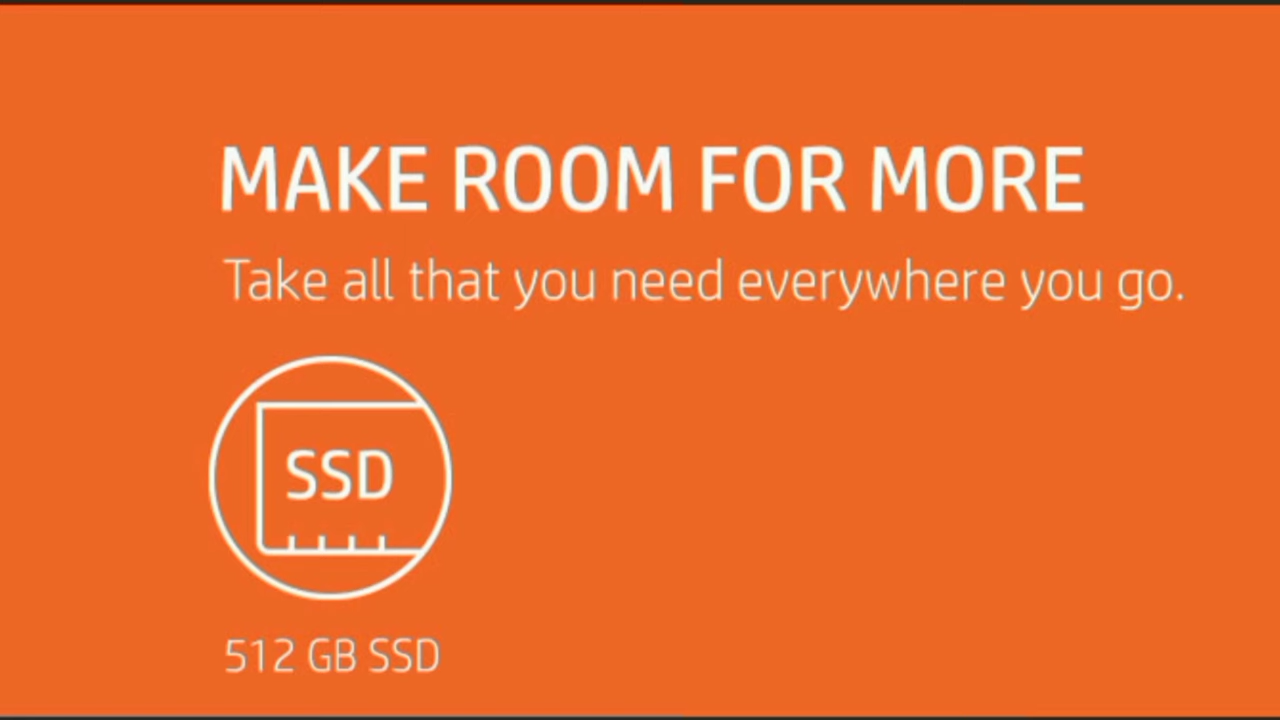 MAKE ROOM FOR MORE
Take all that you need everywhere you go.
SSD
512 GB SSD